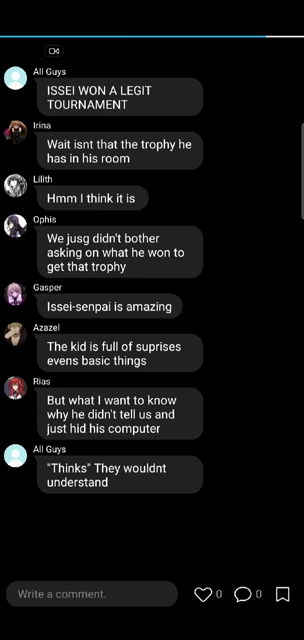 All Guys
ISSEI WON A LEGIT
TOURNAMENT
Irina
Wait isnt that the trophy he
has in his room
Lilith
Hmm I think it is
Ophis
We jusg didn't bother
asking on what he won to
get that trophy
Gasper
Issei-senpai is amazing
Azazel
The kid is full of suprises
evens basic things
Rias
But what I want to know
why he didn't tell us and
just hid his computer
All Guys
"Thinks" They wouldnt
understand
Write a comment.
0
0